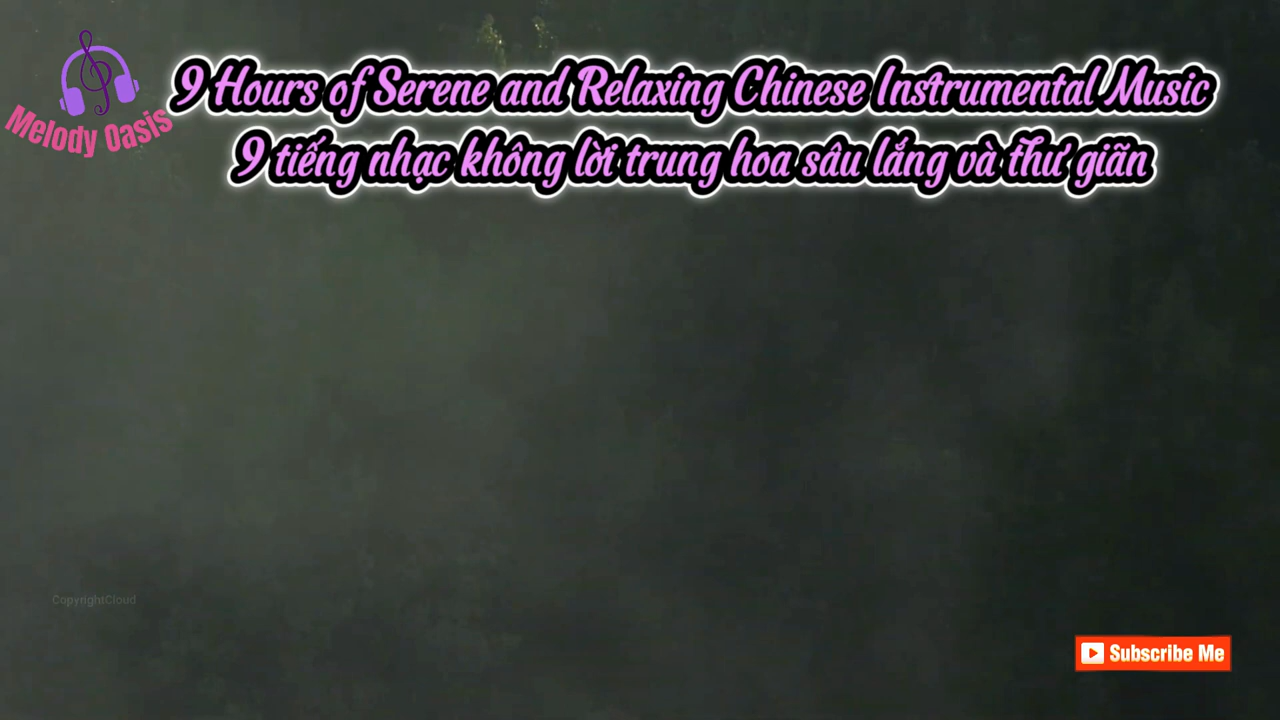 Melody Oasis
9 Hours of Serene and Relaxing Chinese Instrumental Music
9 tiếng nhạc không lời trung hoa sâu lắng và thư giãn
CopyrightCloud
Subscribe Me